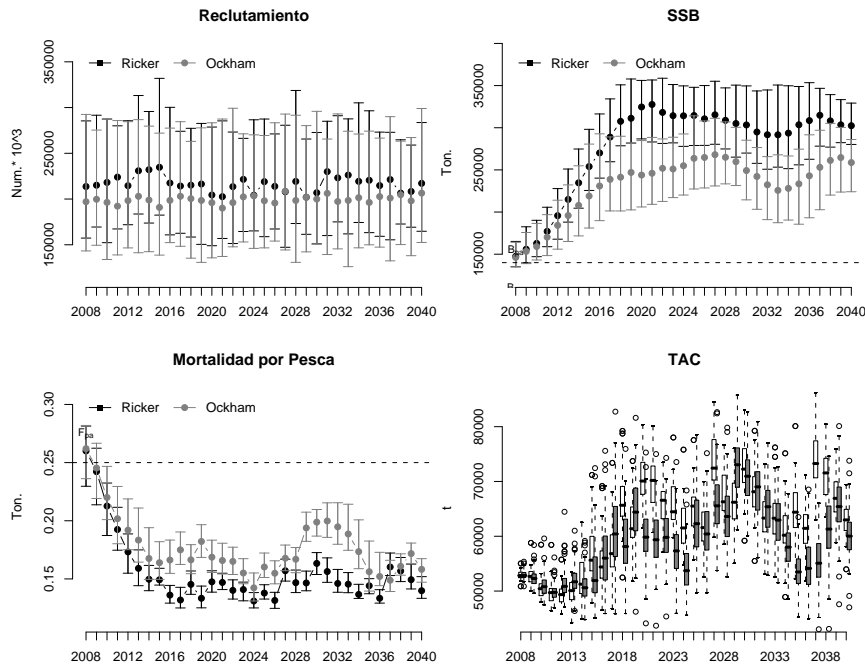 Reclutamiento
Ricker Ockham
Num.* 10^3
350000
250000
150000
2008 2012 2016 2020 2024 2028 2032 2036 2040
SSB
Ricker Ockham
Ton.
350000
250000
150000
B pa
2008 2012 2016 2020 2024 2028 2032 2036 2040
Mortalidad por Pesca
Ricker Ockham
Ton.
0.30
0.25
0.20
0.15
F pa
2008 2012 2016 2020 2024 2028 2032 2036 2040
TAC
t
80000
70000
60000
50000
2008 2013 2018 2023 2028 2033 2038